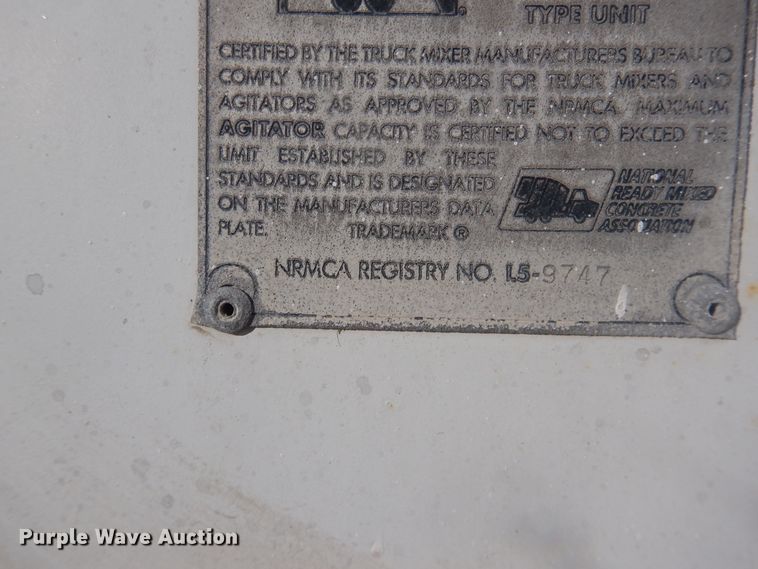 TYPE UNIT
CERTIFIED BY THE TRUCK MIXER MANUFACTURERS BUREAU TO
COMPLY WITH ITS STANDARDS FOR TRUCK MIXERS AND
AGITATORS AS APPROVED BY THE NRMCA. MAXIMUM
AGITATOR CAPACITY IS CERTIFIED NOT TO EXCEED THE
LIMIT ESTABLISHED BY THESE
STANDARDS AND IS DESIGNATED
ON THE MANUFACTURERS DATA
PLATE. TRADEMARK ®
NATIONAL
READY MIXED
CONCRETE
ASSOCIATION
NRMCA REGISTRY NO. L5-9747
Purple Wave Auction